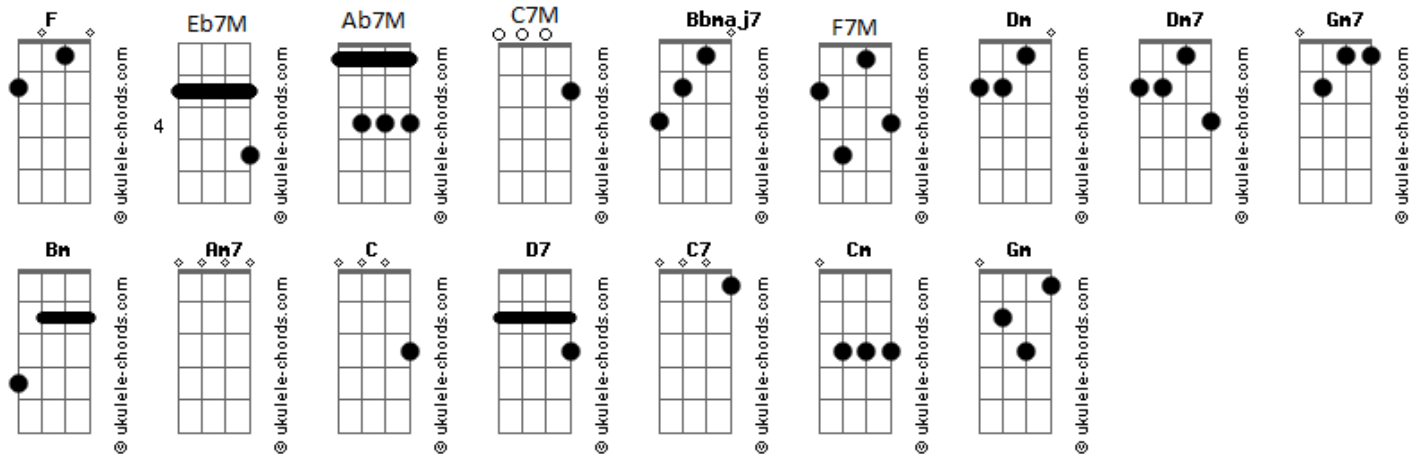 F Eb7M Ab7M C7M Bbmaj7 F7M Dm Dm7 Gm7
4
© ukulele-chords.com © ukulele-chords.com © ukulele-chords.com © ukulele-chords.com © ukulele-chords.com © ukulele-chords.com © ukulele-chords.com © ukulele-chords.com © ukulele-chords.com
Bm Am7 C D7 C7 Cm Gm
© ukulele-chords.com © ukulele-chords.com © ukulele-chords.com © ukulele-chords.com © ukulele-chords.com © ukulele-chords.com © ukulele-chords.com